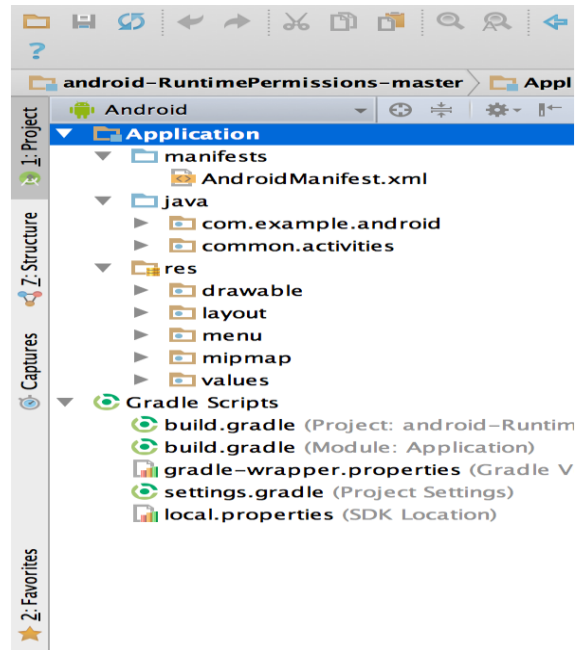 ?
android-RuntimePermissions-master Appl
Android
Application
manifests
AndroidManifest.xml
java
com.example.android
common.activities
res
drawable
layout
menu
mipmap
values
Gradle Scripts
build.gradle (Project: android-Runtim
build.gradle (Module: Application)
gradle-wrapper.properties (Gradle V
settings.gradle (Project Settings)
local.properties (SDK Location)
1: Project
7: Structure
Captures
2: Favorites